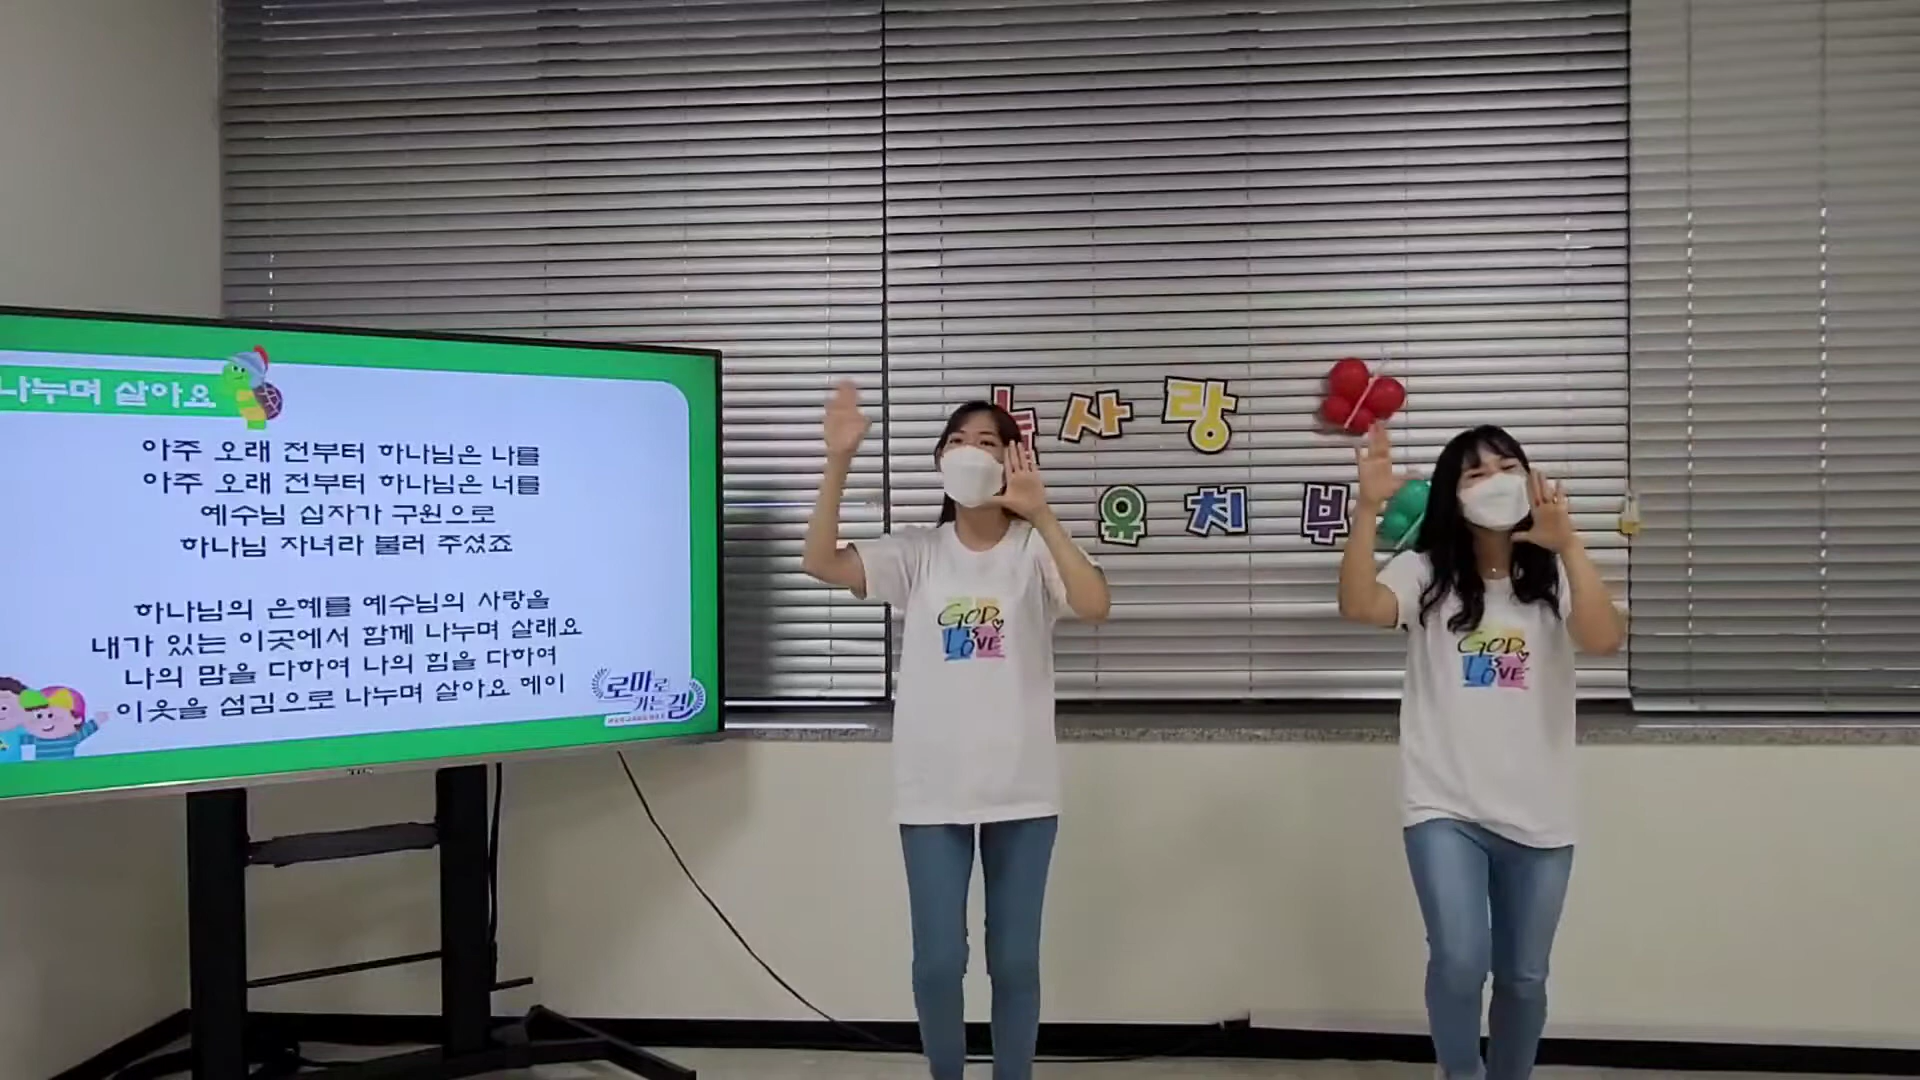 나누며 살아요
아주 오래 전부터 하나님은 나를
아주 오래 전부터 하나님은 너를
예수님 십자가 구원으로
하나님 자녀라 불러 주셨죠
하나님의 은혜를 예수님의 사랑을
내가 있는 이곳에서 함께 나누며 살래요
나의 맘을 다하여 나의 힘을 다하여
이웃을 섬김으로 나누며 살아요 헤이
로마로
가는 길
사랑
유치부
GOD
IS
LOVE
GOD
IS
LOVE